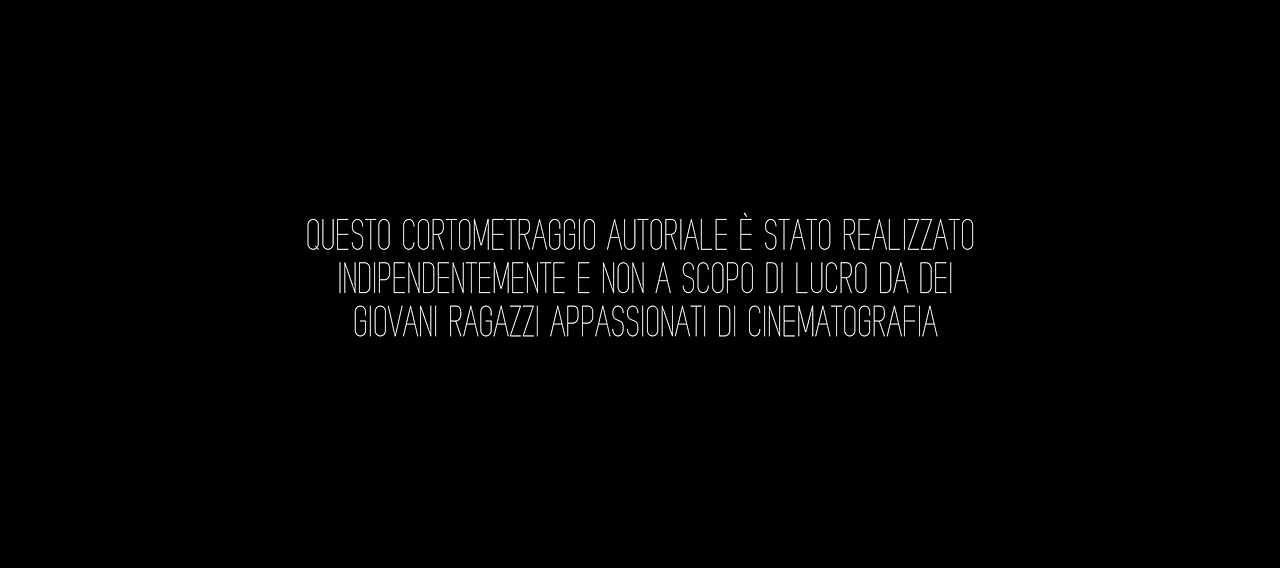 QUESTO CORTOMETRAGGIO AUTORIALE È STATO REALIZZATO
INDIPENDENTEMENTE E NON A SCOPO DI LUCRO DA DEI
GIOVANI RAGAZZI APPASSIONATI DI CINEMATOGRAFIA